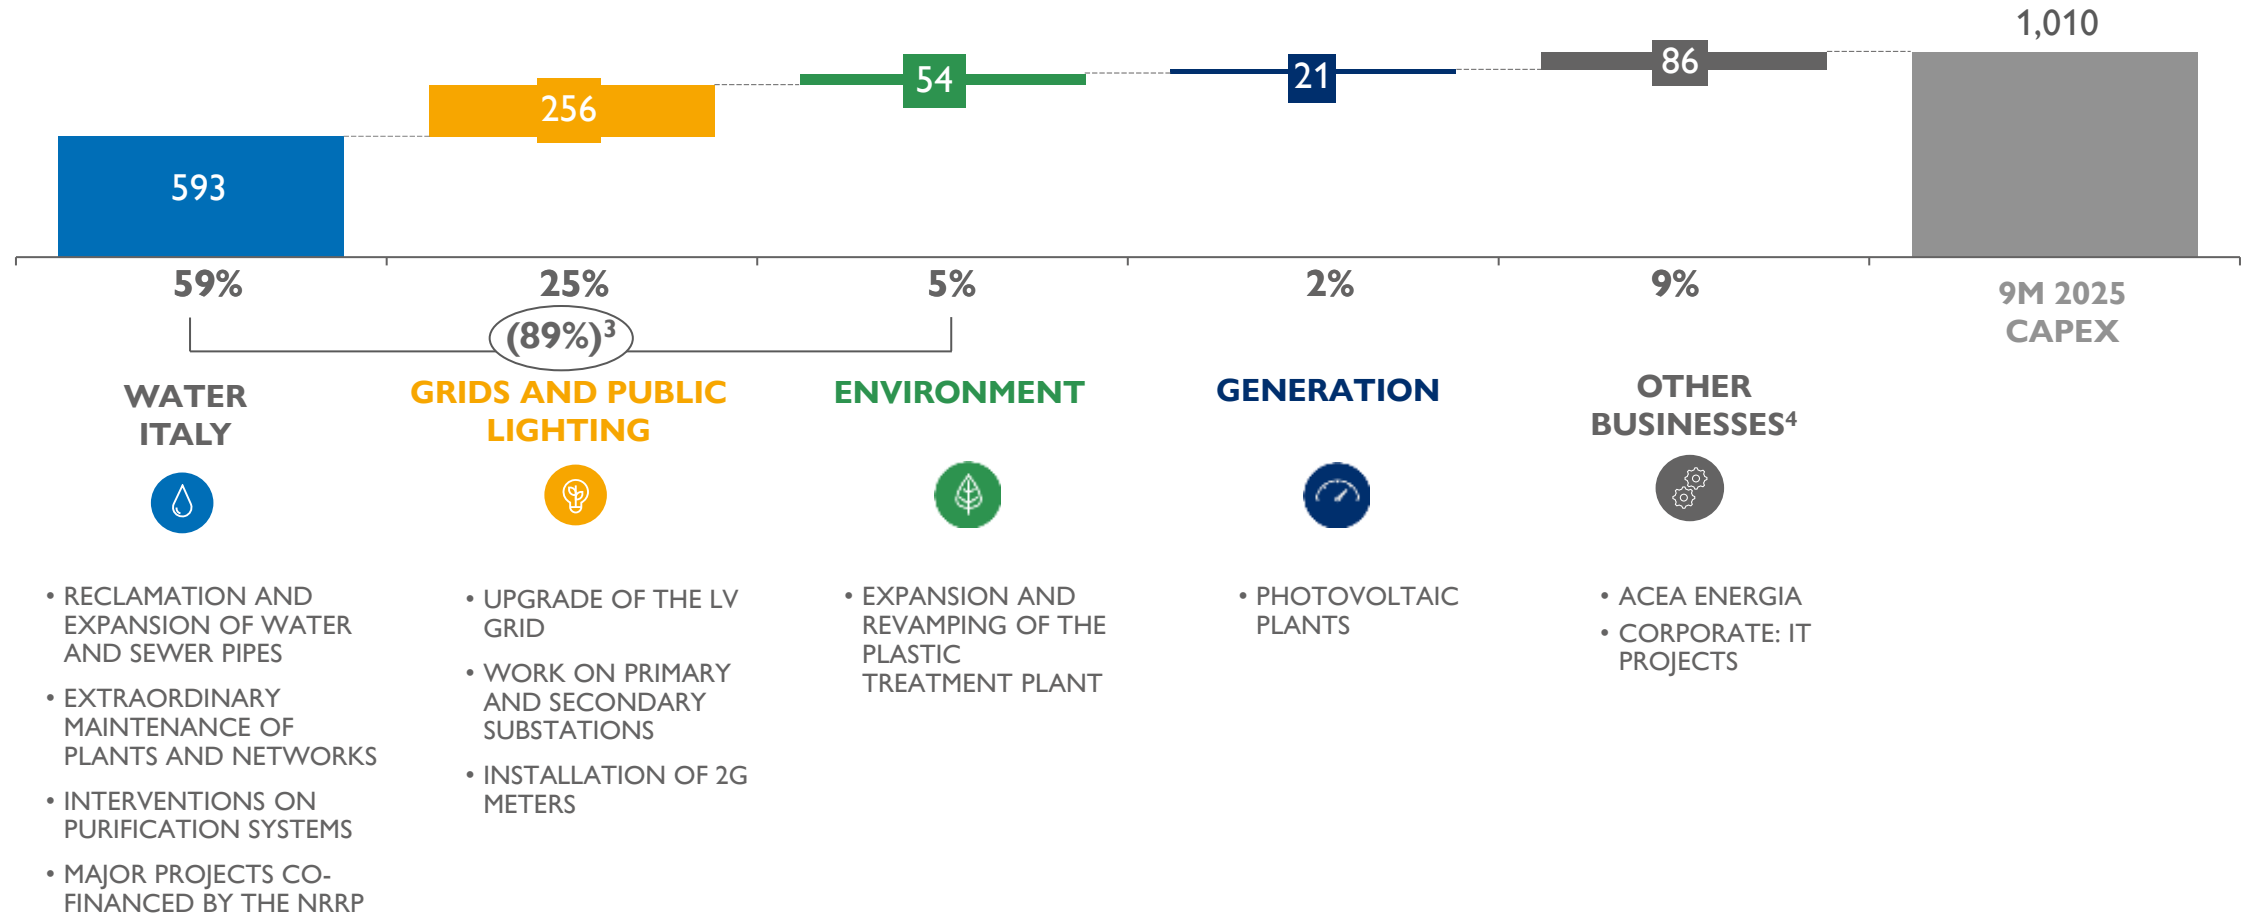 1,010
593
256
54
21
86
59%
25%
5%
2%
9%
9M 2025
CAPEX
(89%)³
WATER
ITALY
GRIDS AND PUBLIC
LIGHTING
ENVIRONMENT
GENERATION
OTHER
BUSINESSES⁴
• RECLAMATION AND
EXPANSION OF WATER
AND SEWER PIPES
• EXTRAORDINARY
MAINTENANCE OF
PLANTS AND NETWORKS
• INTERVENTIONS ON
PURIFICATION SYSTEMS
• MAJOR PROJECTS CO-
FINANCED BY THE NRRP
• UPGRADE OF THE LV
GRID
• WORK ON PRIMARY
AND SECONDARY
SUBSTATIONS
• INSTALLATION OF 2G
METERS
• EXPANSION AND
REVAMPING OF THE
PLASTIC
TREATMENT PLANT
• PHOTOVOLTAIC
PLANTS
• ACEA ENERGIA
• CORPORATE: IT
PROJECTS